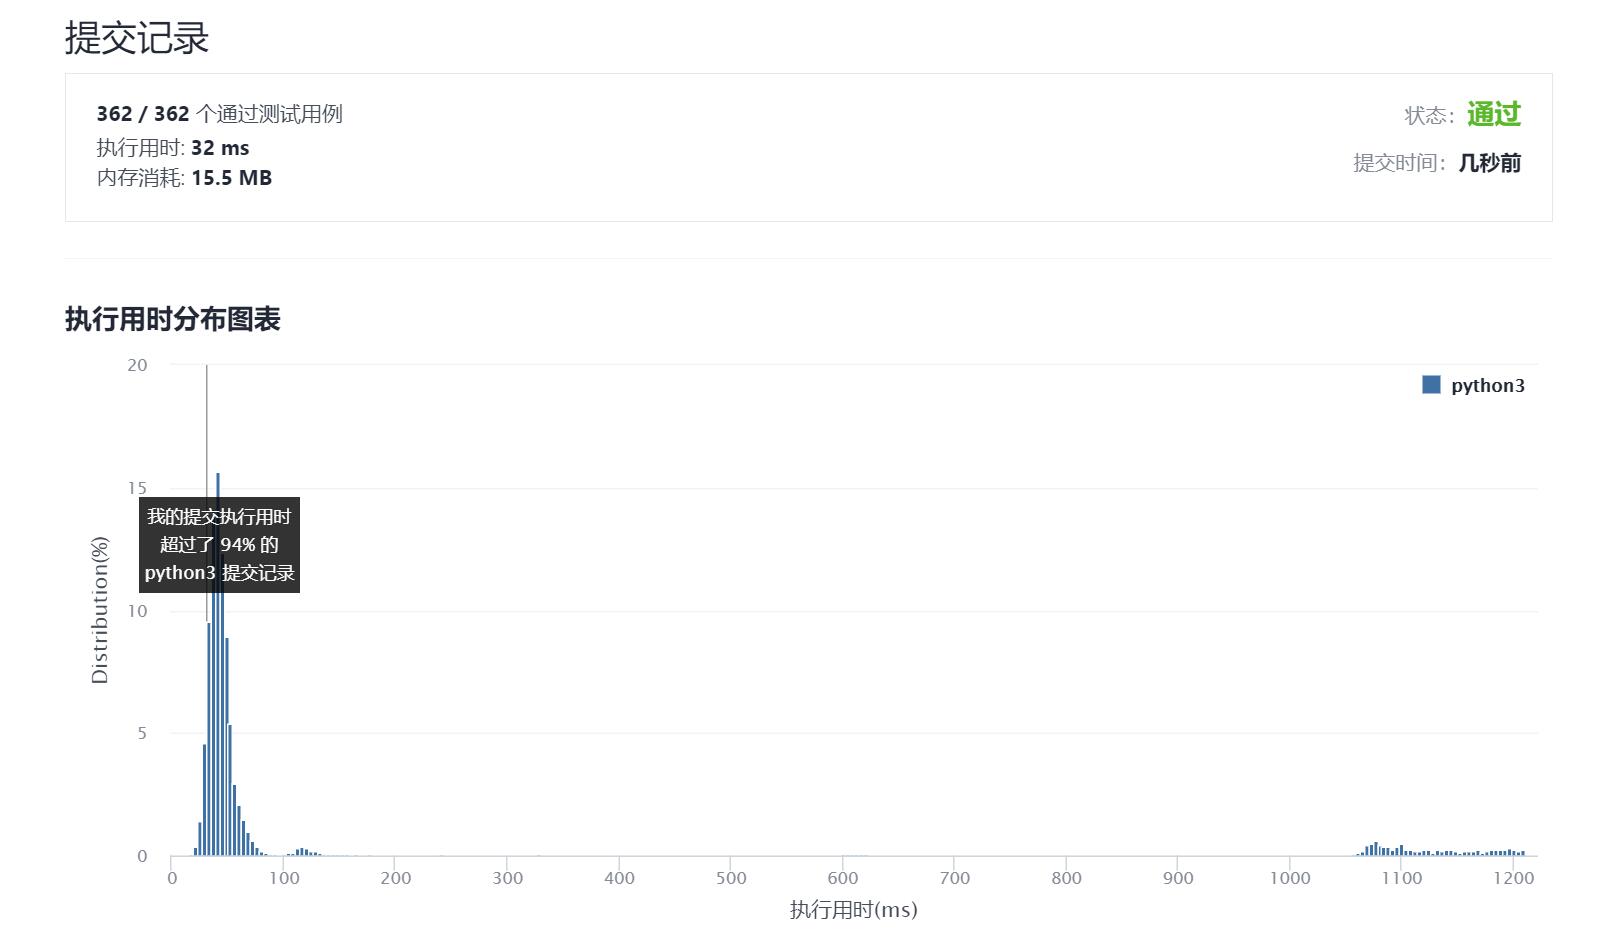 提交记录
362 / 362 个通过测试用例
状态：通过
执行用时: 32 ms
提交时间：几秒前
内存消耗: 15.5 MB
执行用时分布图表
20
python3
15
我的提交执行用时
超过了 94% 的
python3 提交记录
Distribution(%)
10
5
0
0 100 200 300 400 500 600 700 800 900 1000 1100 1200
执行用时(ms)